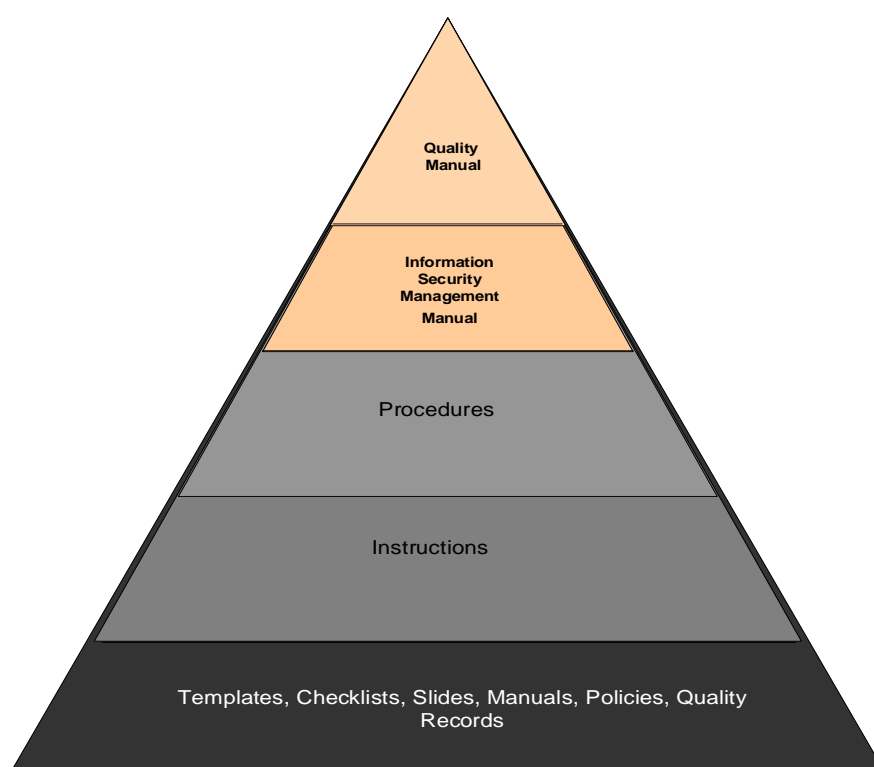 Quality
Manual
Information
Security
Management
Manual
Procedures
Instructions
Templates, Checklists, Slides, Manuals, Policies, Quality
Records